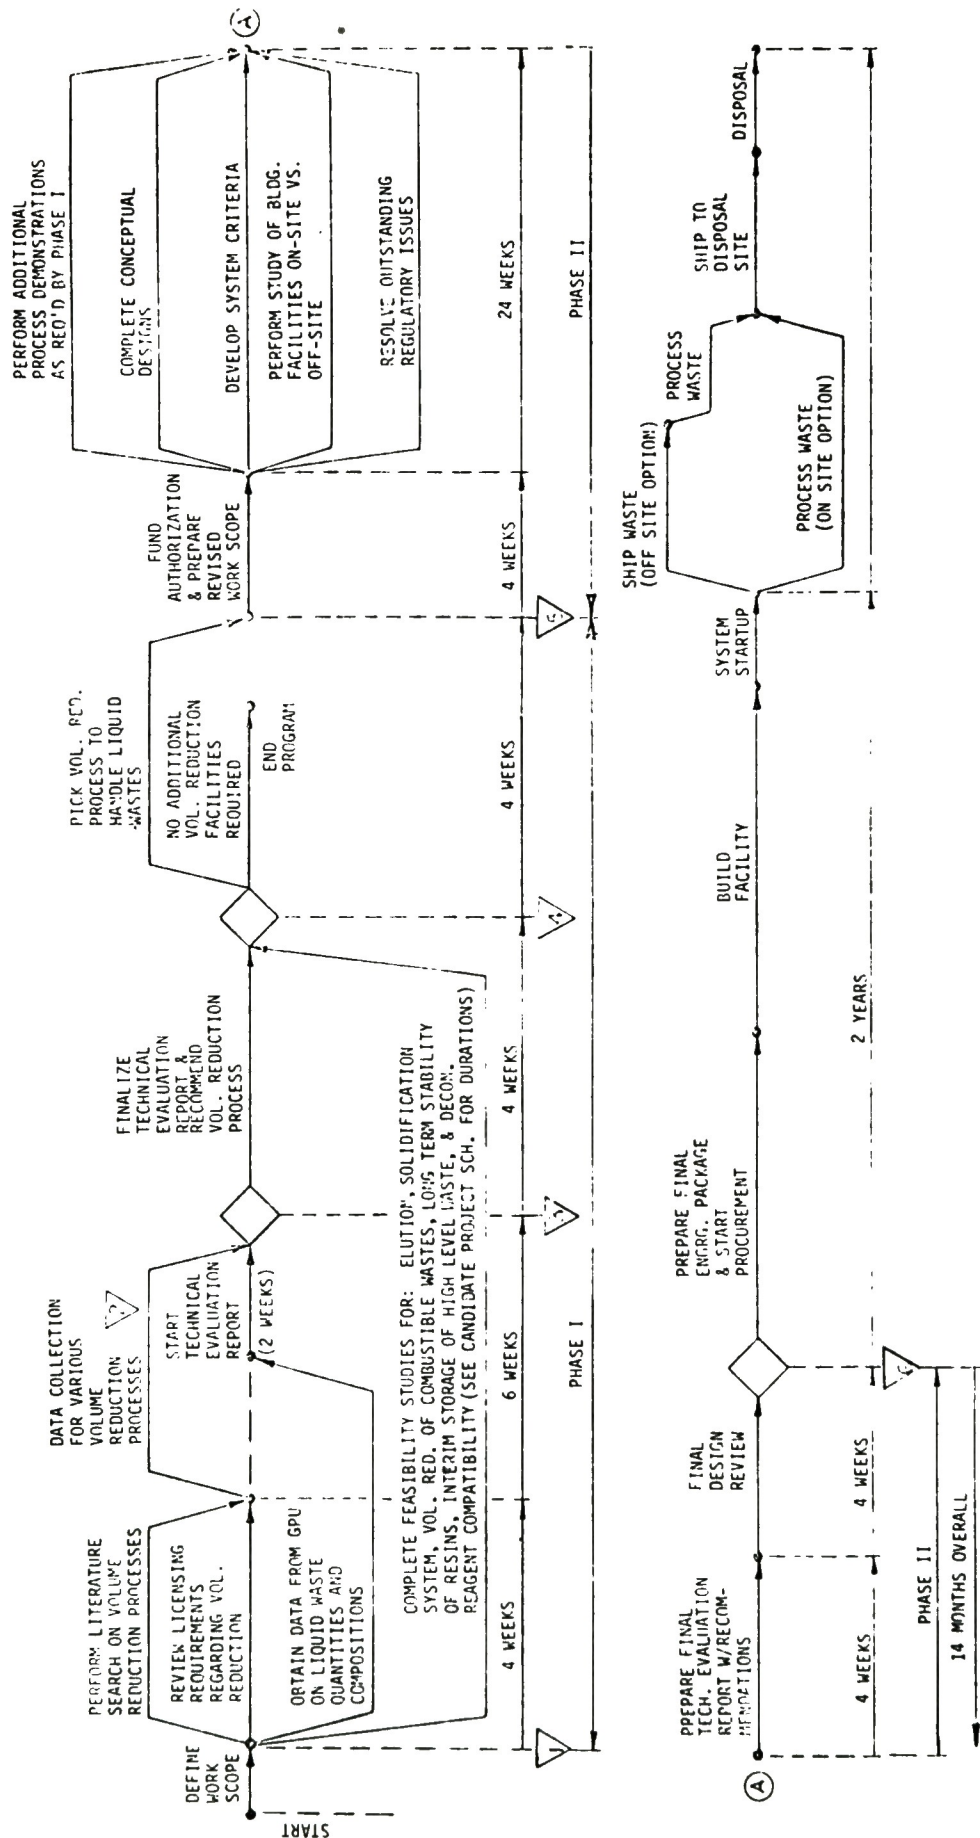 START
DEFINE
WORK
SCOPE
PERFORM LITERATURE
SEARCH ON VOLUME
REDUCTION PROCESSES
REVIEW LICENSING
REQUIREMENTS
REGARDING VOL.
REDUCTION
OBTAIN DATA FROM GPU
ON LIQUID WASTE
QUANTITIES AND
COMPOSITIONS
DATA COLLECTION
FOR VARIOUS
VOLUME
REDUCTION
PROCESSES
START
TECHNICAL
EVALUATION
REPORT
(2 WEEKS)
COMPLETE FEASIBILITY STUDIES FOR: ELUTION, SOLIDIFICATION
SYSTEM, VOL. RED. OF COMBUSTIBLE WASTES, LONG TERM STABILITY
OF RESINS, INTERIM STORAGE OF HIGH LEVEL WASTE, & DECON.
REAGENT COMPATIBILITY (SEE CANDIDATE PROJECT SCH. FOR DURATIONS)
FINALIZE
TECHNICAL
EVALUATION
REPORT &
RECOMMEND
VOL. REDUCTION
PROCESS
PICK VOL. RED.
PROCESS TO
HANDLE LIQUID
WASTES
NO ADDITIONAL
VOL. REDUCTION
FACILITIES
REQUIRED
END
PROGRAM
FUND
AUTHORIZATION
& PREPARE
REVISED
WORK SCOPE
PERFORM ADDITIONAL
PROCESS DEMONSTRATIONS
AS REQ'D BY PHASE I
COMPLETE CONCEPTUAL
DESIGNS
DEVELOP SYSTEM CRITERIA
PERFORM STUDY OF BLDG.
FACILITIES ON-SITE VS.
OFF-SITE
RESOLVE OUTSTANDING
REGULATORY ISSUES
A
4 WEEKS
6 WEEKS
4 WEEKS
4 WEEKS
4 WEEKS
24 WEEKS
PHASE I
PHASE II
A
PREPARE FINAL
TECH. EVALUATION
REPORT W/RECOM-
MENDATIONS
FINAL
DESIGN
REVIEW
PREPARE FINAL
ENGRG. PACKAGE
& START
PROCUREMENT
BUILD
FACILITY
SYSTEM
STARTUP
SHIP WASTE
(OFF SITE OPTION)
PROCESS
WASTE
PROCESS WASTE
(ON SITE OPTION)
SHIP TO
DISPOSAL
SITE
DISPOSAL
4 WEEKS
4 WEEKS
2 YEARS
PHASE II
14 MONTHS OVERALL